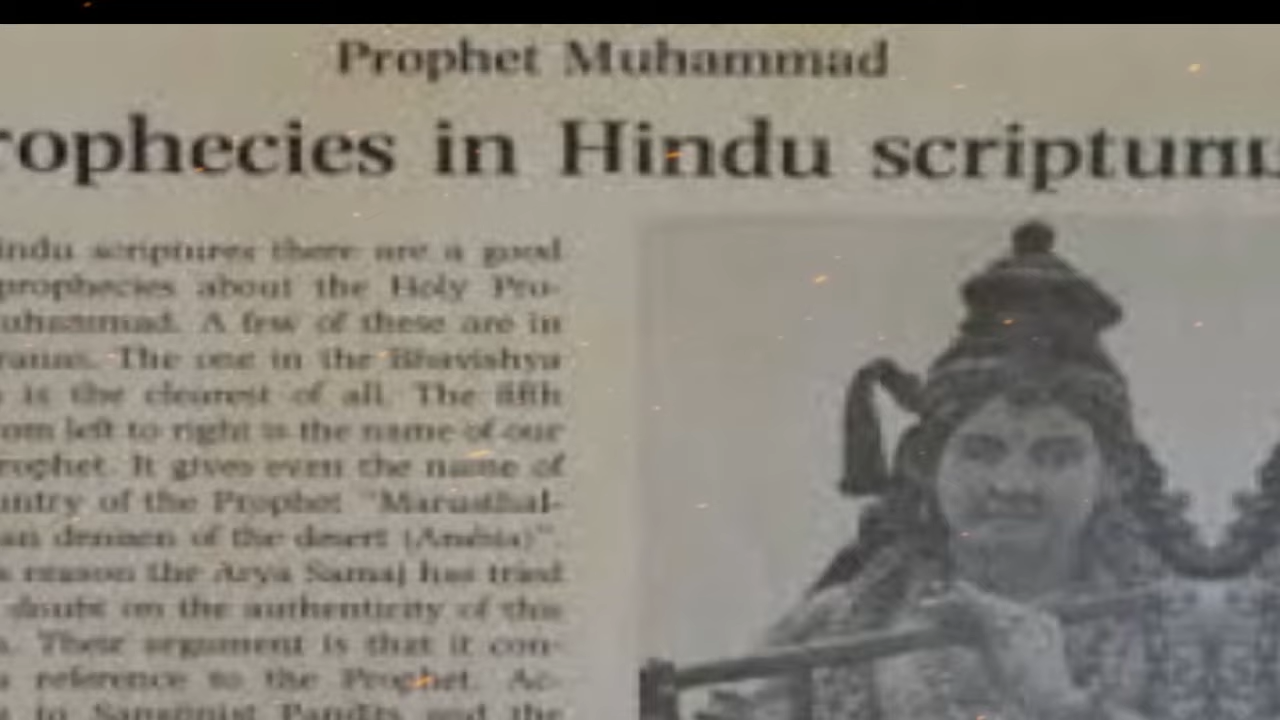 Prophet Muhammad
rophecies in Hindu scriptur
indu scriptures there are a good
prophecies about the Holy Pro-
uhammad. A few of these are in
ranas. The one in the Bhavishya
is the clearest of all. The fifth
om left to right is the name of our
rophet. It gives even the name of
untry of the Prophet "Marusthal-
an denizen of the desert (Arabia)".
s reason the Arya Samaj has tried
doubt on the authenticity of this
. Their argument is that it con-
a reference to the Prophet. Ac-
to Pandits and the